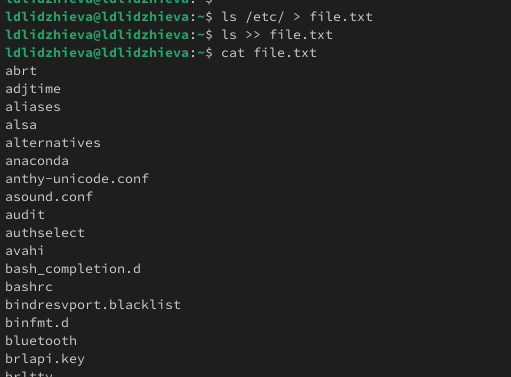 ldlidzhieva@ldlidzhieva:~$ ls /etc/ > file.txt
ldlidzhieva@ldlidzhieva:~$ ls >> file.txt
ldlidzhieva@ldlidzhieva:~$ cat file.txt
abrt
adjtime
aliases
alsa
alternatives
anaconda
anthy-unicode.conf
asound.conf
audit
authselect
avahi
bash_completion.d
bashrc
bindresvport.blacklist
binfmt.d
bluetooth
brlapi.key
brltty